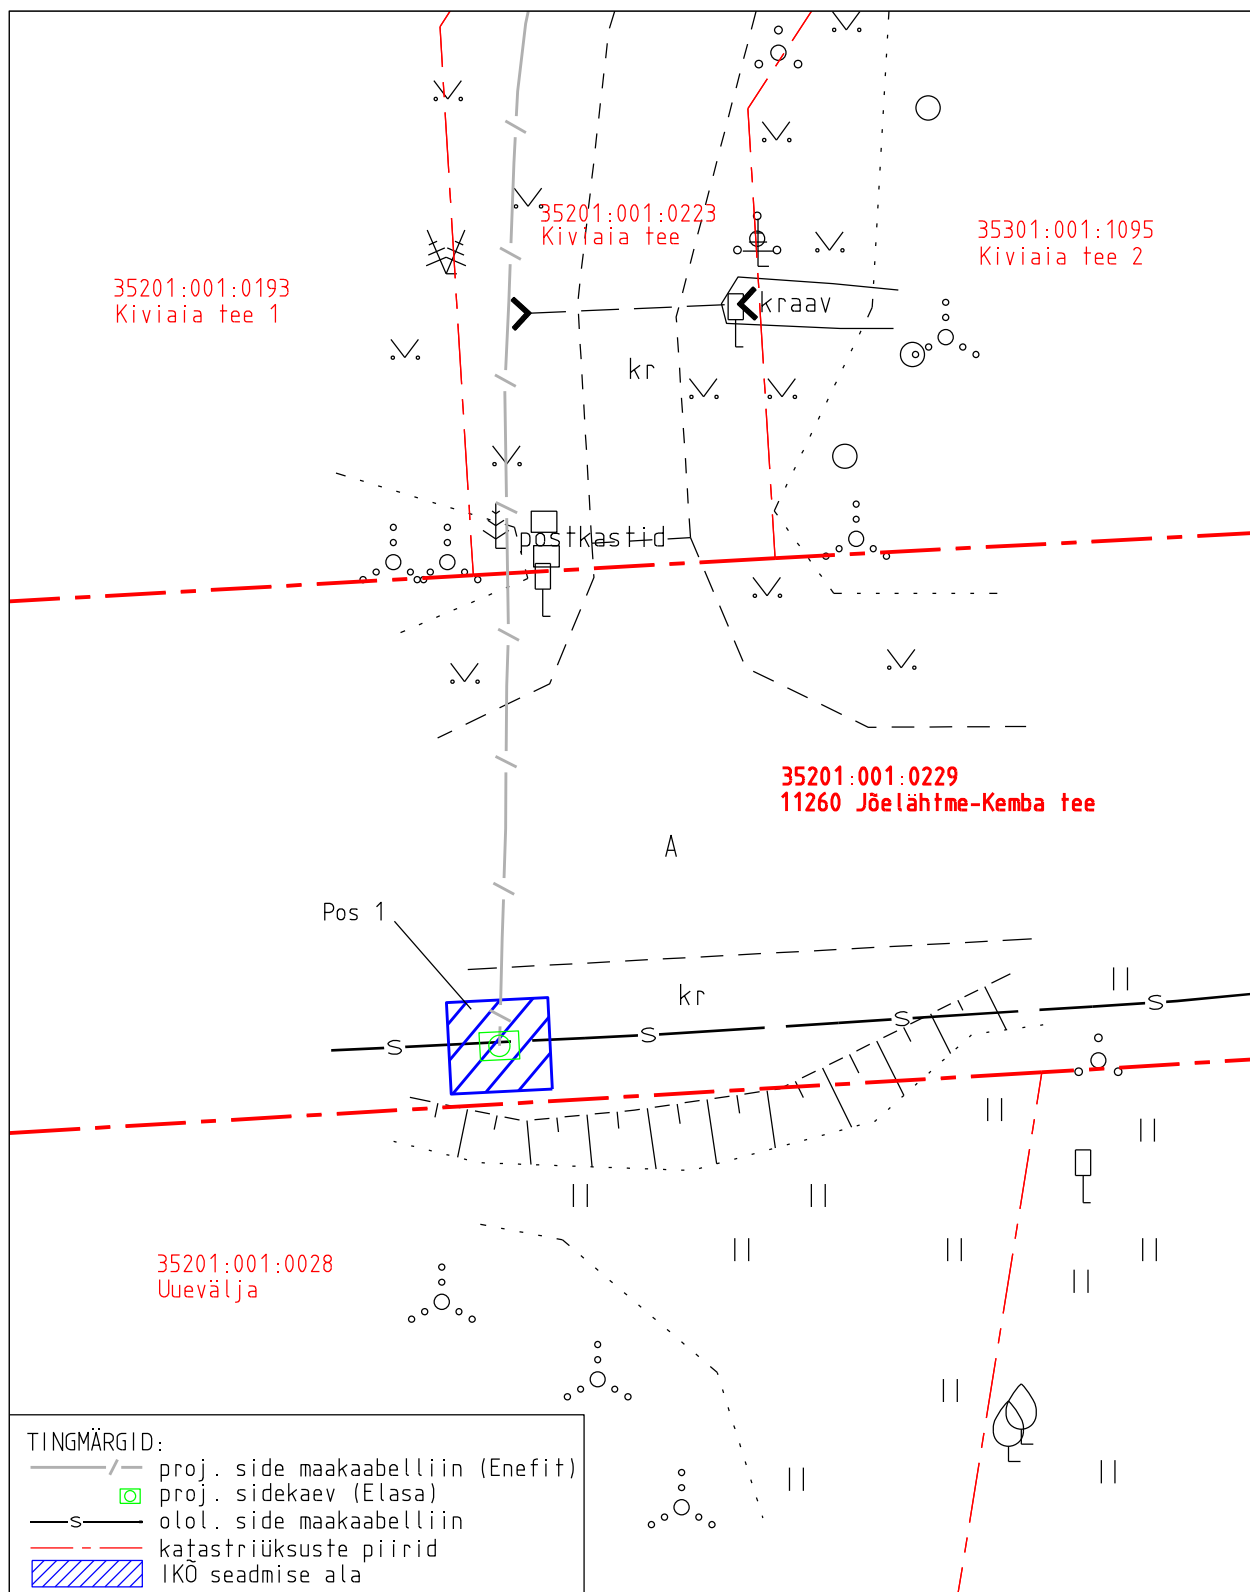 35201:001:0223
Kiviaia tee
35301:001:1095
Kiviaia tee 2
35201:001:0193
Kiviaia tee 1
kraav
kr
postkastid
35201:001:0229
11260 Jõelähtme-Kemba tee
A
Pos 1
kr
S
S
S
S
35201:001:0028
Uuevälja
TINGMÄRGID:
proj. side maakaabelliin (Enefit)
proj. sidekaev (Elasa)
S olol. side maakaabelliin
katastriüksuste piirid
IKÕ seadmise ala